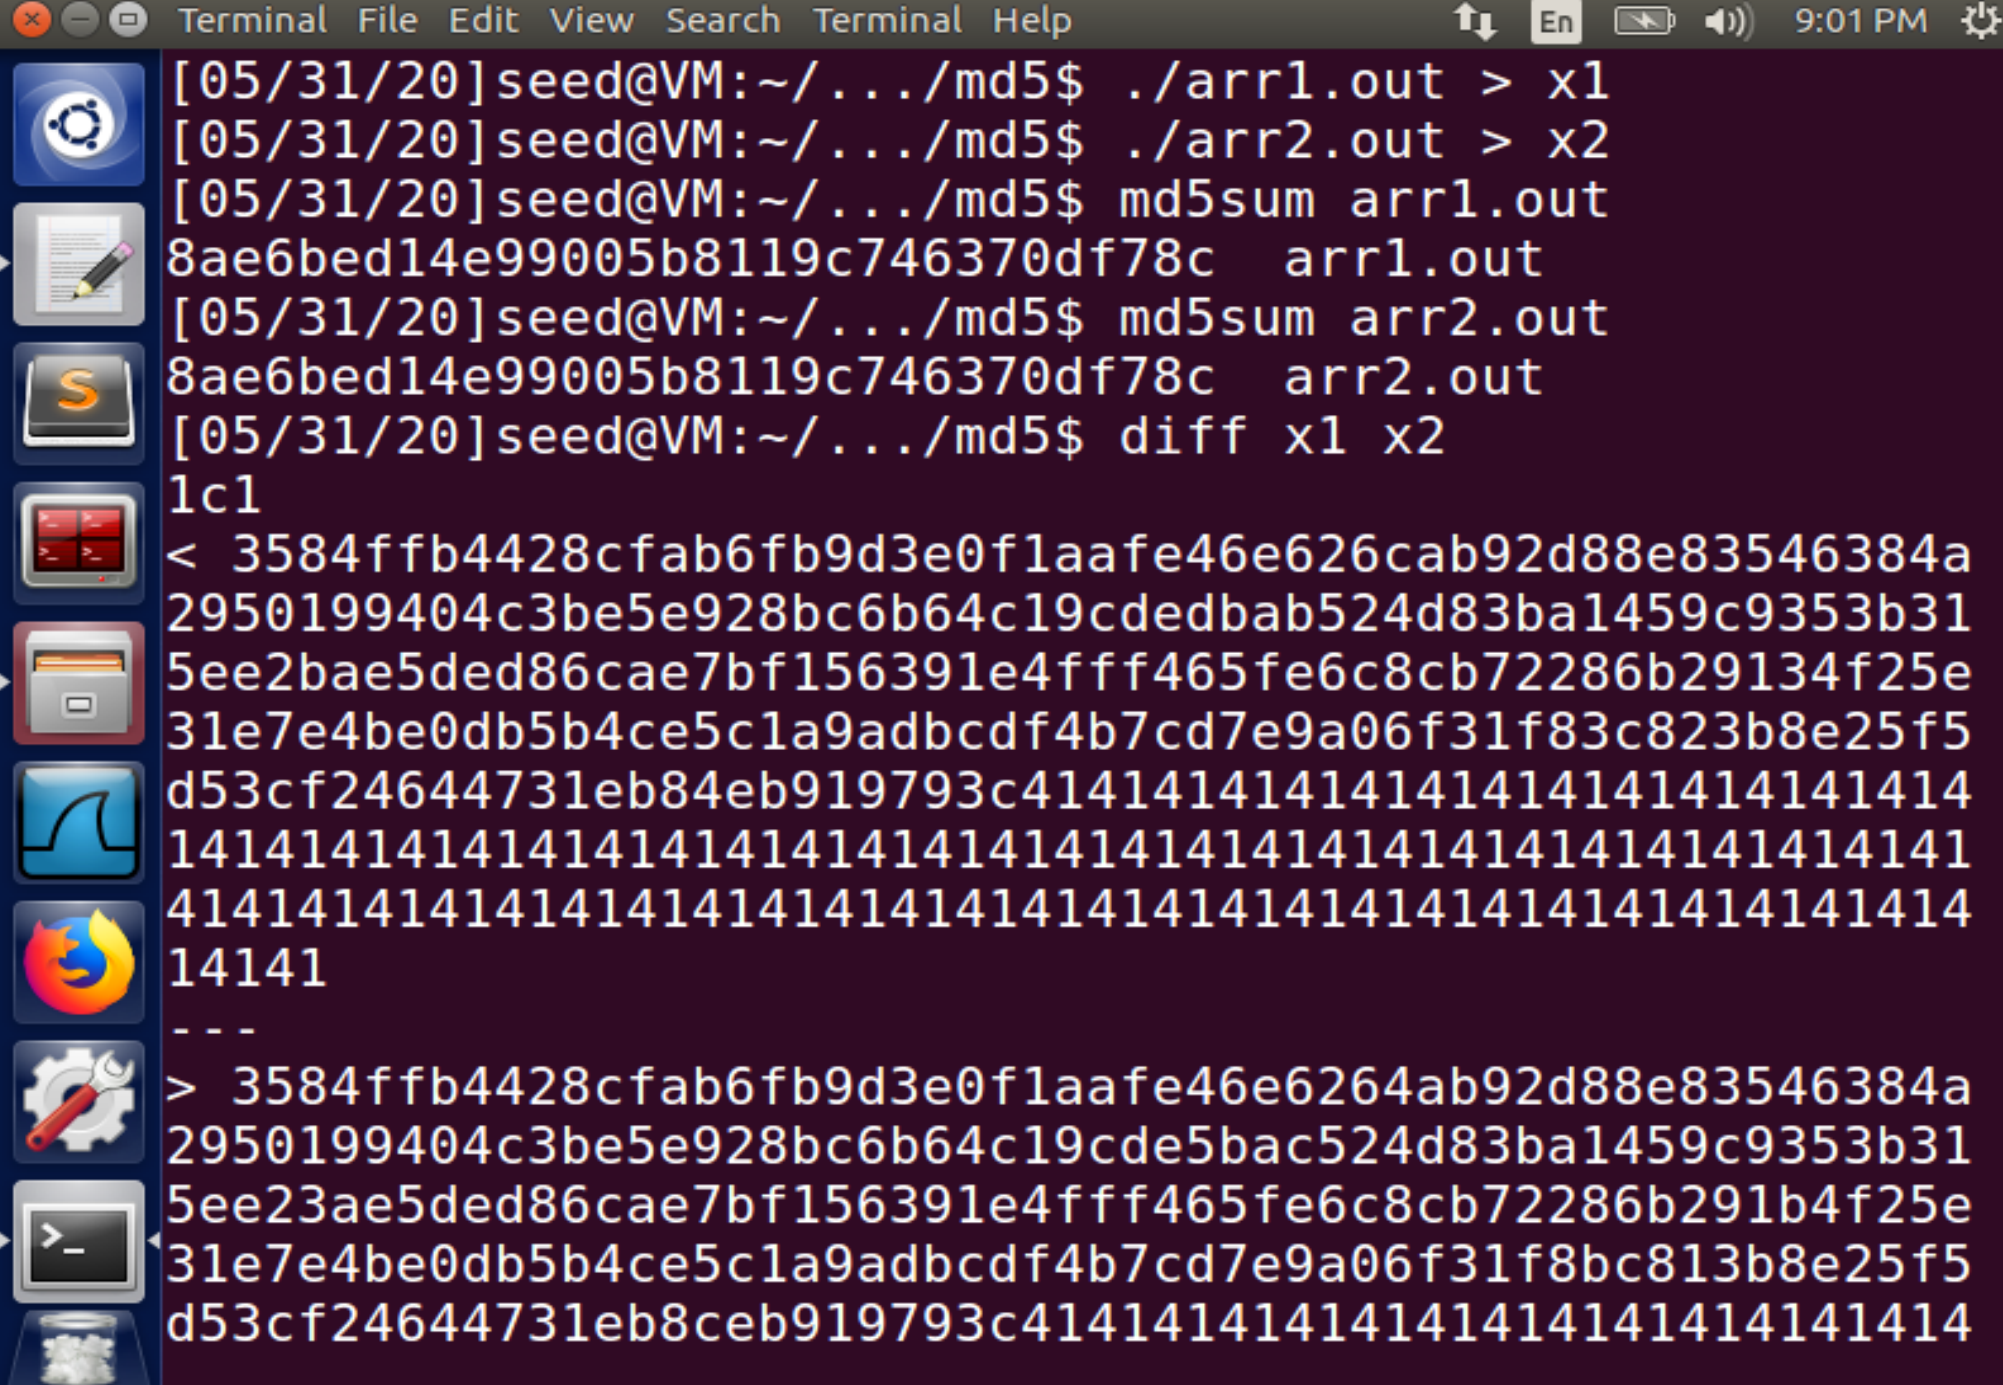 Terminal File Edit View Search Terminal Help En 9:01 PM
[05/31/20]seed@VM:~/.../md5$ ./arr1.out > x1
[05/31/20]seed@VM:~/.../md5$ ./arr2.out > x2
[05/31/20]seed@VM:~/.../md5$ md5sum arr1.out
8ae6bed14e99005b8119c746370df78c  arr1.out
[05/31/20]seed@VM:~/.../md5$ md5sum arr2.out
8ae6bed14e99005b8119c746370df78c  arr2.out
[05/31/20]seed@VM:~/.../md5$ diff x1 x2
1c1
< 3584ffb4428cfab6fb9d3e0f1aafe46e626cab92d88e83546384a
2950199404c3be5e928bc6b64c19cdedbab524d83ba1459c9353b31
5ee2bae5ded86cae7bf156391e4fff465fe6c8cb72286b29134f25e
31e7e4be0db5b4ce5c1a9adbcdf4b7cd7e9a06f31f83c823b8e25f5
d53cf24644731eb84eb919793c41414141414141414141414141414
1414141414141414141414141414141414141414141414141414141
4141414141414141414141414141414141414141414141414141414
14141
---
> 3584ffb4428cfab6fb9d3e0f1aafe46e6264ab92d88e83546384a
2950199404c3be5e928bc6b64c19cde5bac524d83ba1459c9353b31
5ee23ae5ded86cae7bf156391e4fff465fe6c8cb72286b291b4f25e
31e7e4be0db5b4ce5c1a9adbcdf4b7cd7e9a06f31f8bc813b8e25f5
d53cf24644731eb8ceb919793c41414141414141414141414141414